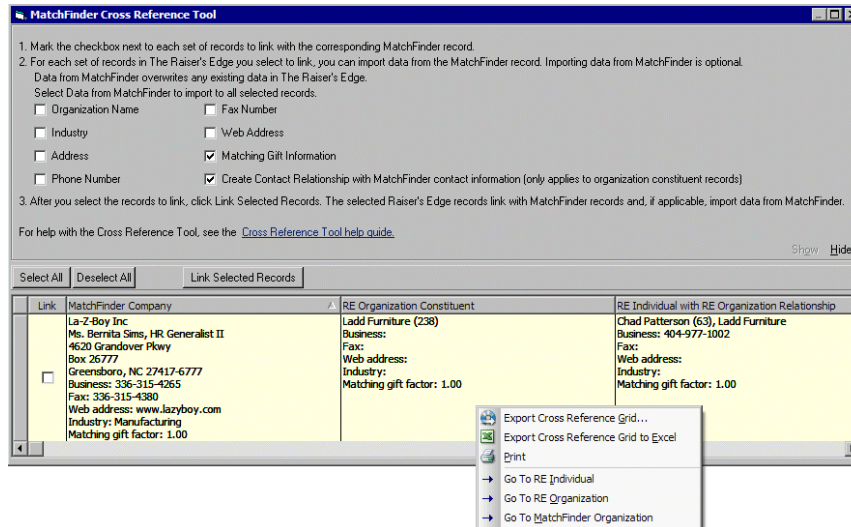 MatchFinder Cross Reference Tool
1. Mark the checkbox next to each set of records to link with the corresponding MatchFinder record.
2. For each set of records in The Raiser's Edge you select to link, you can import data from the MatchFinder record. Importing data from MatchFinder is optional.
Data from MatchFinder overwrites any existing data in The Raiser's Edge.
Select Data from MatchFinder to import to all selected records.
Organization Name Fax Number
Industry Web Address
Address Matching Gift Information
Phone Number Create Contact Relationship with MatchFinder contact information (only applies to organization constituent records)
3. After you select the records to link, click Link Selected Records. The selected Raiser's Edge records link with MatchFinder records and, if applicable, import data from MatchFinder.
For help with the Cross Reference Tool, see the Cross Reference Tool help guide.
Show Hide
Select All Deselect All Link Selected Records
Link MatchFinder Company RE Organization Constituent RE Individual with RE Organization Relationship
La-Z-Boy Inc Ladd Furniture (238) Chad Patterson (63), Ladd Furniture
Ms. Bernita Sims, HR Generalist II Business: Business: 404-977-1002
4620 Grandover Pkwy Fax: Fax:
Box 26777 Web address: Web address:
Greensboro, NC 27417-6777 Industry: Industry:
Business: 336-315-4265 Matching gift factor: 1.00 Matching gift factor: 1.00
Fax: 336-315-4380
Web address: www.lazyboy.com
Industry: Manufacturing
Matching gift factor: 1.00
Export Cross Reference Grid...
Export Cross Reference Grid to Excel
Print
Go To RE Individual
Go To RE Organization
Go To MatchFinder Organization